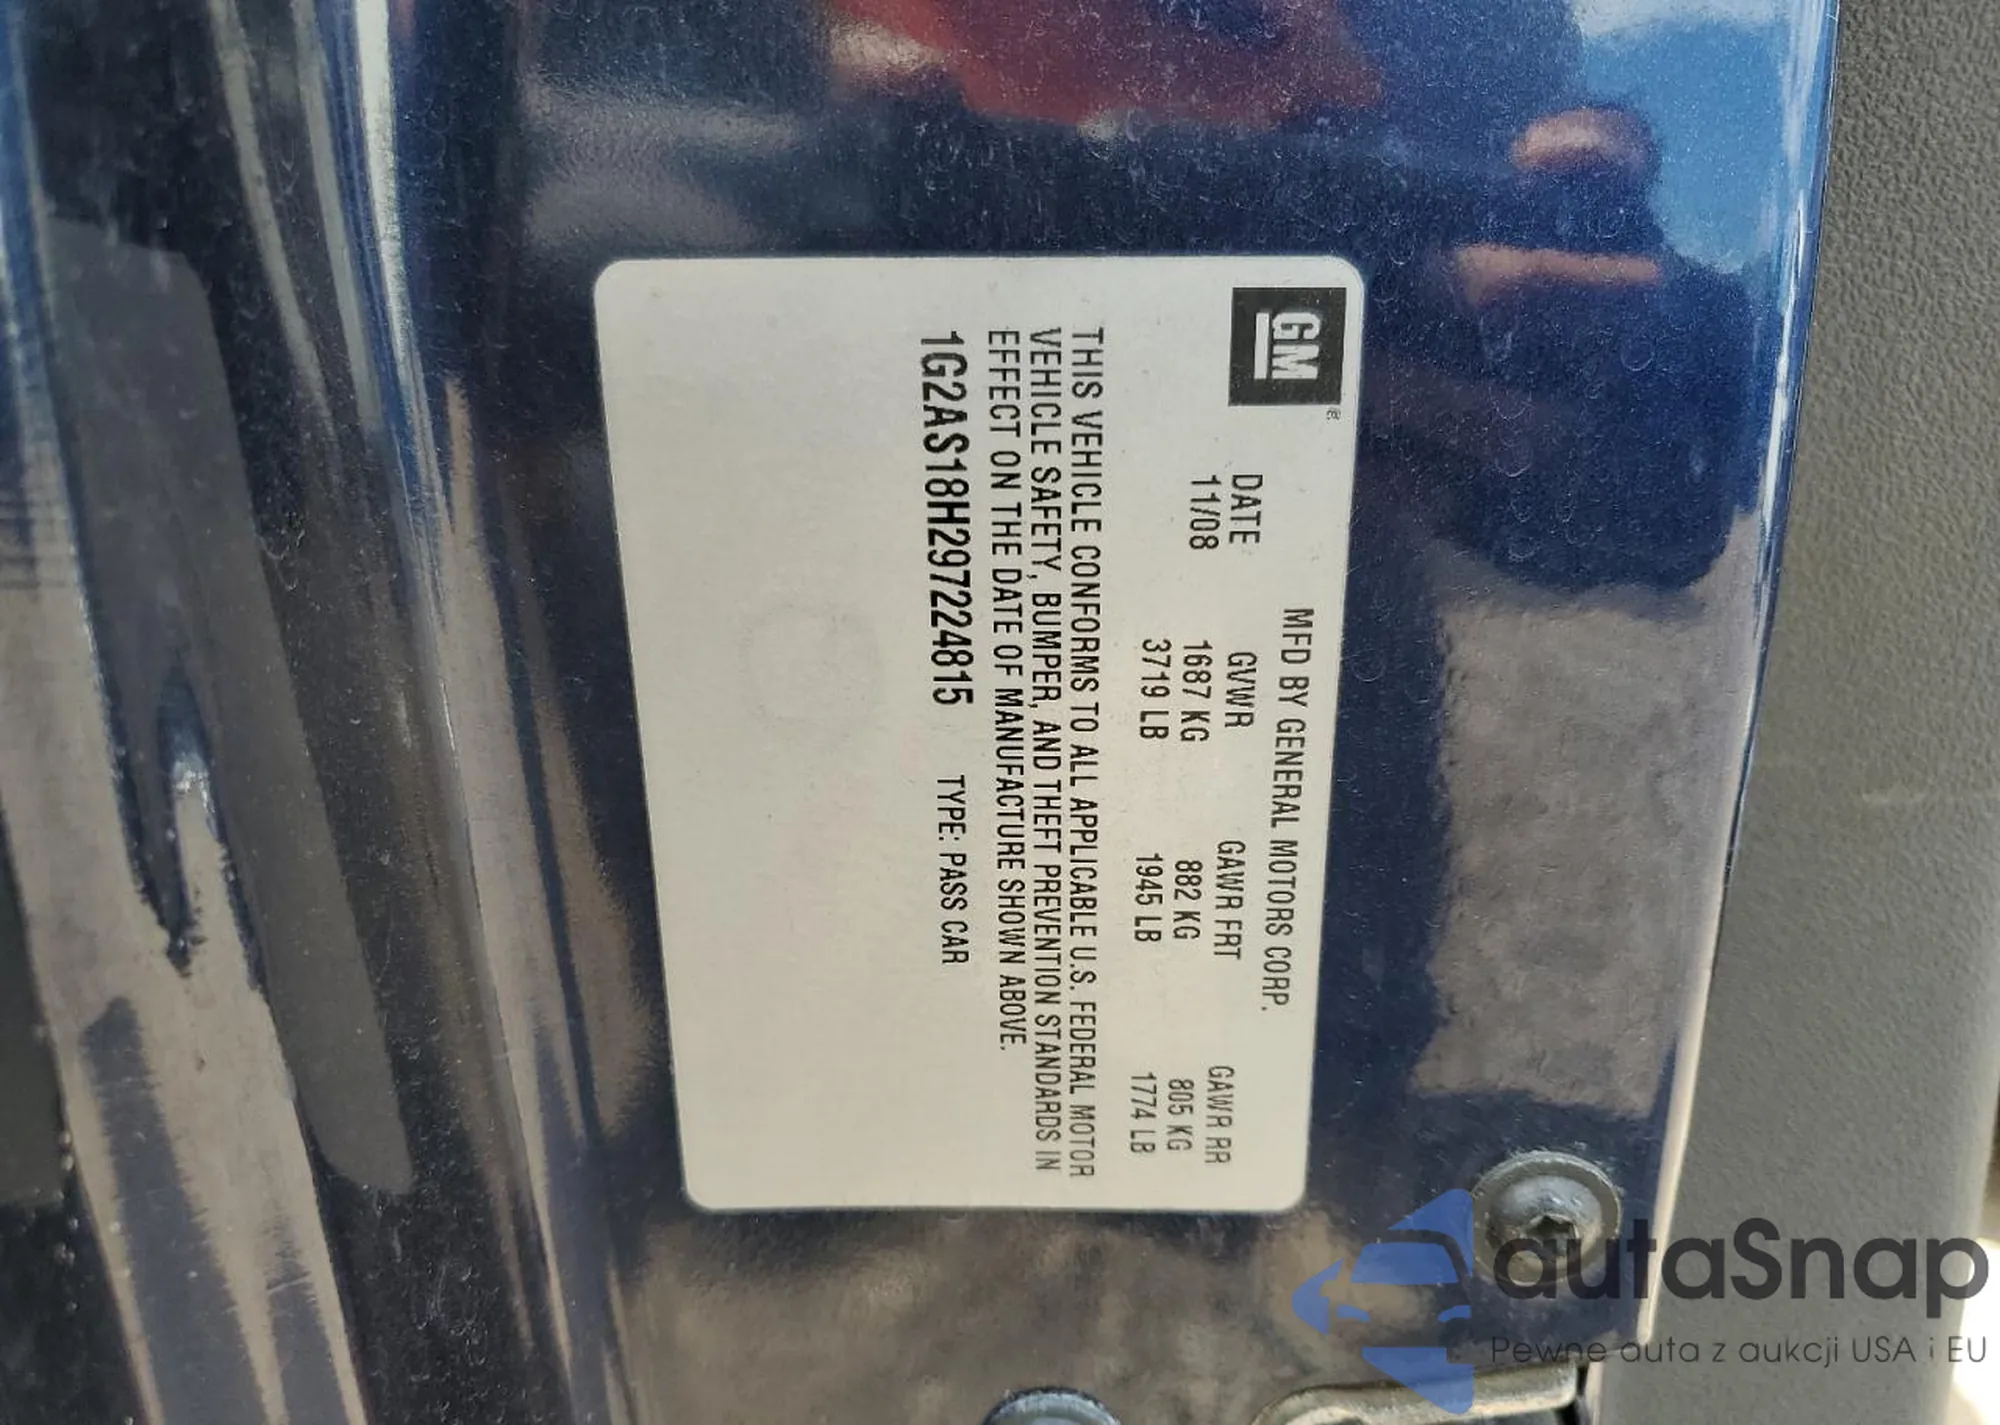 GM
®
MFD BY GENERAL MOTORS CORP.
DATE GVWR GAWR FRT GAWR RR
11/08 1687 KG 882 KG 805 KG
3719 LB 1945 LB 1774 LB
THIS VEHICLE CONFORMS TO ALL APPLICABLE U.S. FEDERAL MOTOR
VEHICLE SAFETY, BUMPER, AND THEFT PREVENTION STANDARDS IN
EFFECT ON THE DATE OF MANUFACTURE SHOWN ABOVE.
1G2AS18H297224815 TYPE: PASS CAR
autaSnap
Pewne auta z aukcji USA i EU